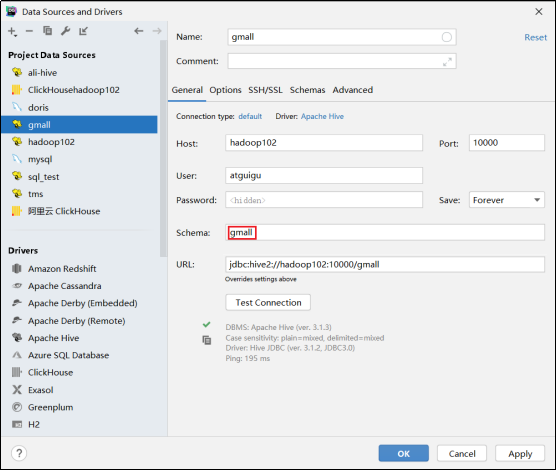 Data Sources and Drivers
Name: gmall Reset
Comment:
Project Data Sources
ali-hive
ClickHousehadoop102
doris
gmall
hadoop102
mysql
sql_test
tms
阿里云 ClickHouse
Drivers
Amazon Redshift
Apache Cassandra
Apache Derby (Embedded)
Apache Derby (Remote)
Apache Hive
Azure SQL Database
ClickHouse
Exasol
Greenplum
H2
General Options SSH/SSL Schemas Advanced
Connection type: default Driver: Apache Hive
Host: hadoop102 Port: 10000
User: atguigu
Password: <hidden> Save: Forever
Schema: gmall
URL: jdbc:hive2://hadoop102:10000/gmall
Overrides settings above
Test Connection
DBMS: Apache Hive (ver. 3.1.3)
Case sensitivity: plain=mixed, delimited=mixed
Driver: Hive JDBC (ver. 3.1.2, JDBC3.0)
Ping: 195 ms
? OK Cancel Apply